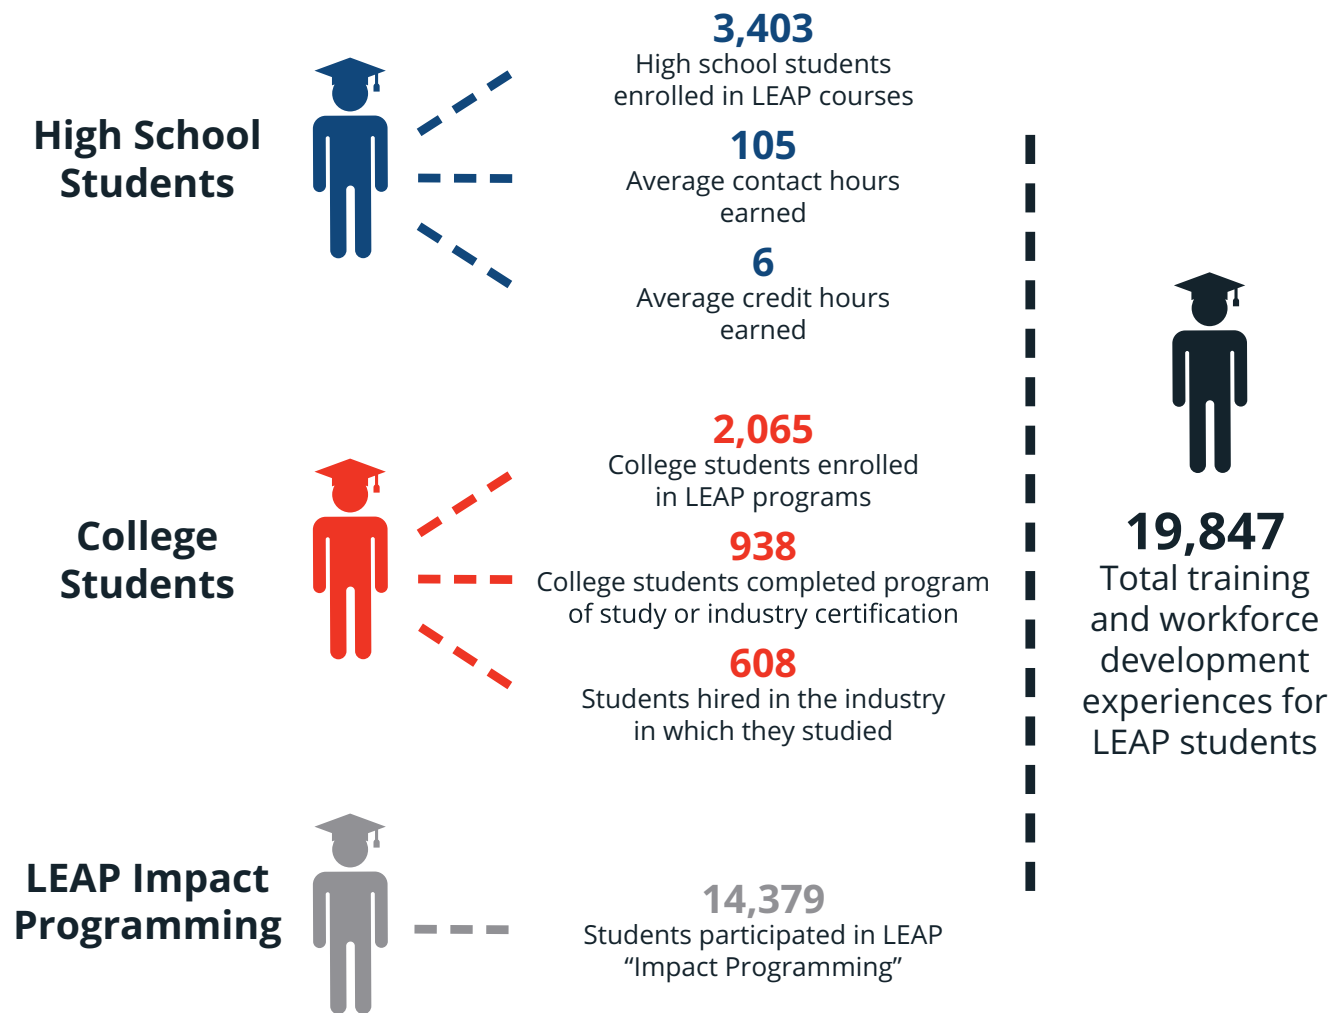 High School
Students
3,403
High school students
enrolled in LEAP courses
105
Average contact hours
earned
6
Average credit hours
earned
College
Students
2,065
College students enrolled
in LEAP programs
938
College students completed program
of study or industry certification
608
Students hired in the industry
in which they studied
LEAP Impact
Programming
14,379
Students participated in LEAP
“Impact Programming”
19,847
Total training
and workforce
development
experiences for
LEAP students